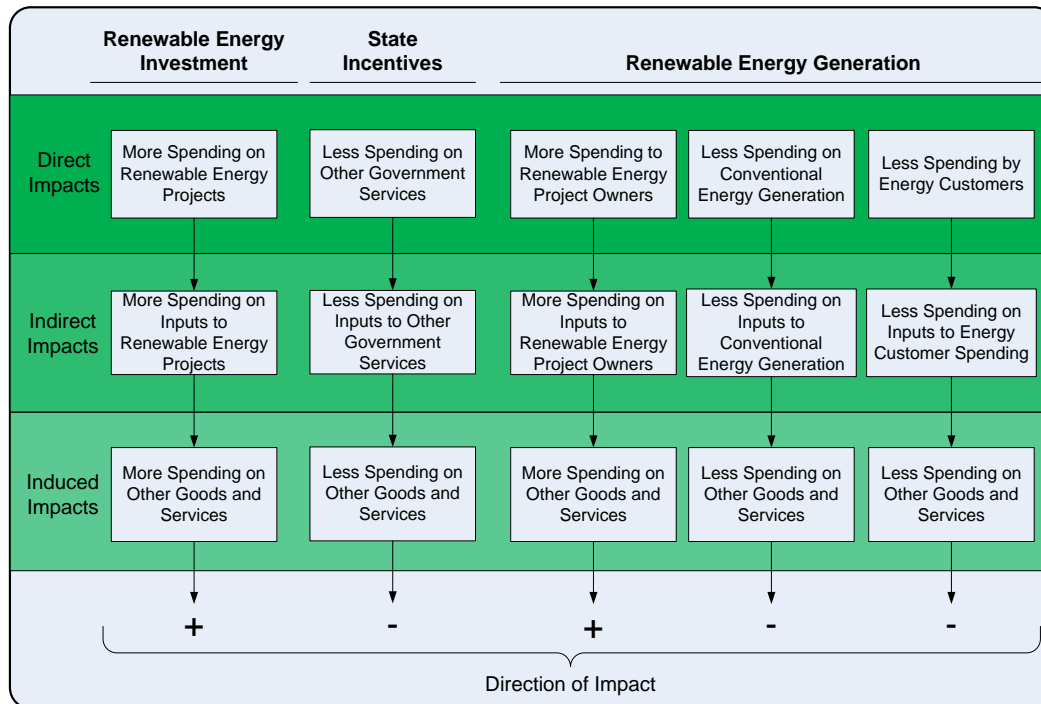 Renewable Energy
Investment
State
Incentives
Renewable Energy Generation
Direct
Impacts
More Spending on
Renewable Energy
Projects
Less Spending on
Other Government
Services
More Spending to
Renewable Energy
Project Owners
Less Spending on
Conventional
Energy Generation
Less Spending by
Energy Customers
Indirect
Impacts
More Spending on
Inputs to
Renewable Energy
Projects
Less Spending on
Inputs to Other
Government
Services
More Spending on
Inputs to
Renewable Energy
Project Owners
Less Spending on
Inputs to
Conventional
Energy Generation
Less Spending on
Inputs to Energy
Customer Spending
Induced
Impacts
More Spending on
Other Goods and
Services
Less Spending on
Other Goods and
Services
More Spending on
Other Goods and
Services
Less Spending on
Other Goods and
Services
Less Spending on
Other Goods and
Services
+
-
+
-
-
Direction of Impact